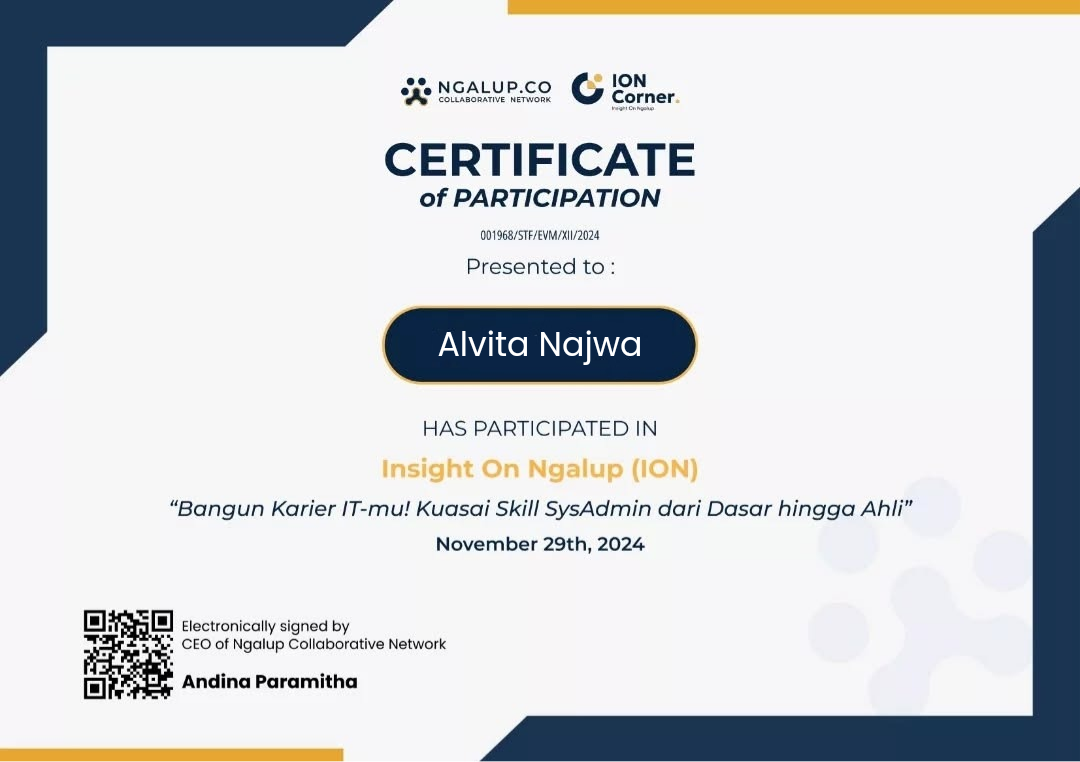 NGALUP.CO
COLLABORATIVE NETWORK
ION
Corner.
Insight On Ngalup
CERTIFICATE
of PARTICIPATION
001968/STF/EVM/XII/2024
Presented to :
Alvita Najwa
HAS PARTICIPATED IN
Insight On Ngalup (ION)
“Bangun Karier IT-mu! Kuasai Skill SysAdmin dari Dasar hingga Ahli”
November 29th, 2024
Electronically signed by
CEO of Ngalup Collaborative Network
Andina Paramitha